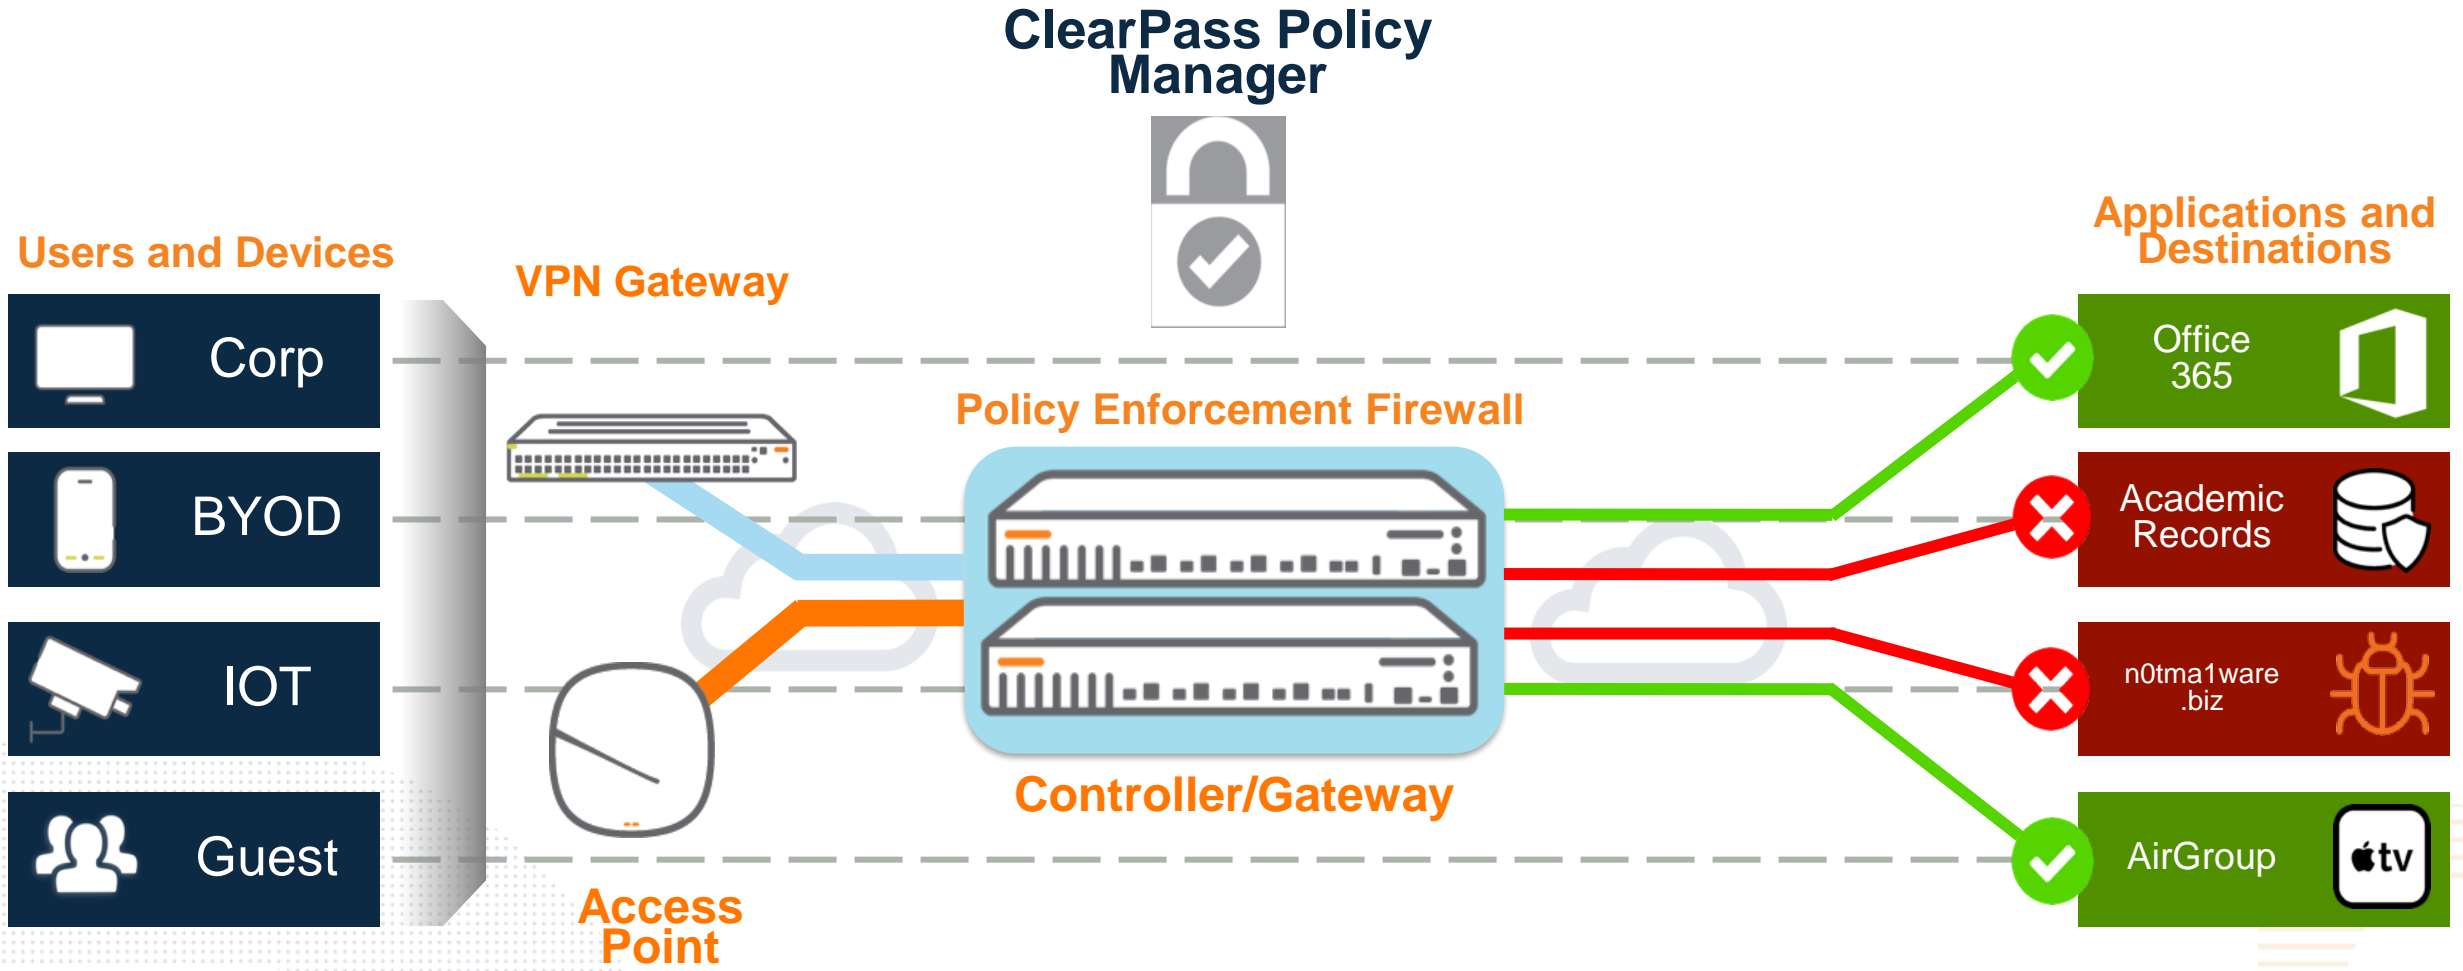 ClearPass Policy
Manager
Users and Devices
VPN Gateway
Applications and
Destinations
Corp
Office
365
Policy Enforcement Firewall
BYOD
Academic
Records
IOT
n0tma1ware
.biz
Controller/Gateway
Guest
AirGroup
tv
Access
Point